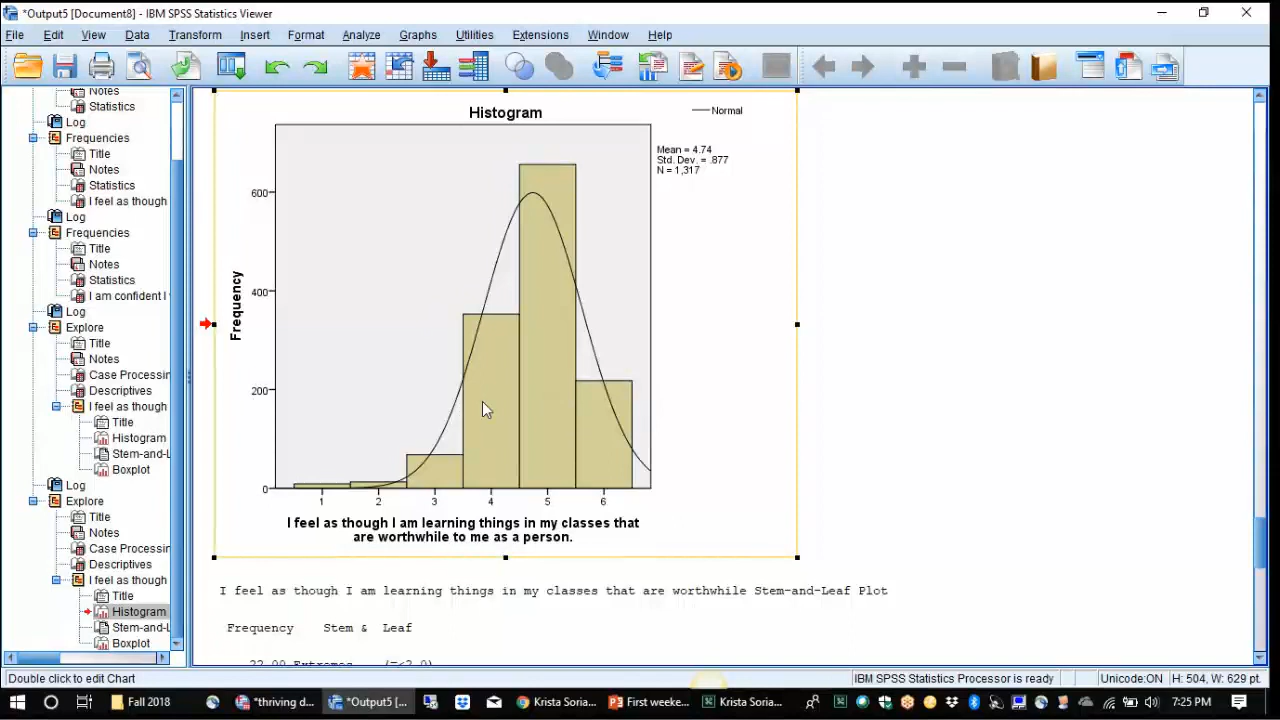 *Output5 [Document8] - IBM SPSS Statistics Viewer
File Edit View Data Transform Insert Format Analyze Graphs Utilities Extensions Window Help
Notes
Statistics
Log
Frequencies
Title
Notes
Statistics
I feel as though
Log
Frequencies
Title
Notes
Statistics
I am confident I
Log
Explore
Title
Notes
Case Processin
Descriptives
I feel as though
Title
Histogram
Stem-and-L
Boxplot
Log
Explore
Title
Notes
Case Processin
Descriptives
I feel as though
Title
Histogram
Stem-and-L
Boxplot
Histogram
Normal
Mean = 4.74
Std. Dev. = .877
N = 1,317
Frequency
600
400
200
0
1 2 3 4 5 6
I feel as though I am learning things in my classes that
are worthwhile to me as a person.
I feel as though I am learning things in my classes that are worthwhile Stem-and-Leaf Plot
Frequency Stem & Leaf
22.00 Extremes (=<2.0)
Double click to edit Chart
IBM SPSS Statistics Processor is ready
Unicode:ON
H: 504, W: 629 pt.
Fall 2018
*thriving d...
*Output5 [...
Krista Soria...
First weeke...
Krista Soria...
7:25 PM